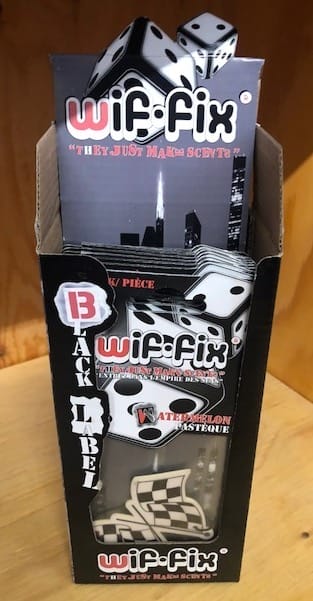 wif•fix®
"THEY JUST MAKE SCENTS"
K/ PIÈCE
BLACK LABEL
wif•fix®
"THEY JUST MAKE SCENTS"
WATERMELON
PASTÈQUE
wif•fix®
"THEY JUST MAKE SCENTS"